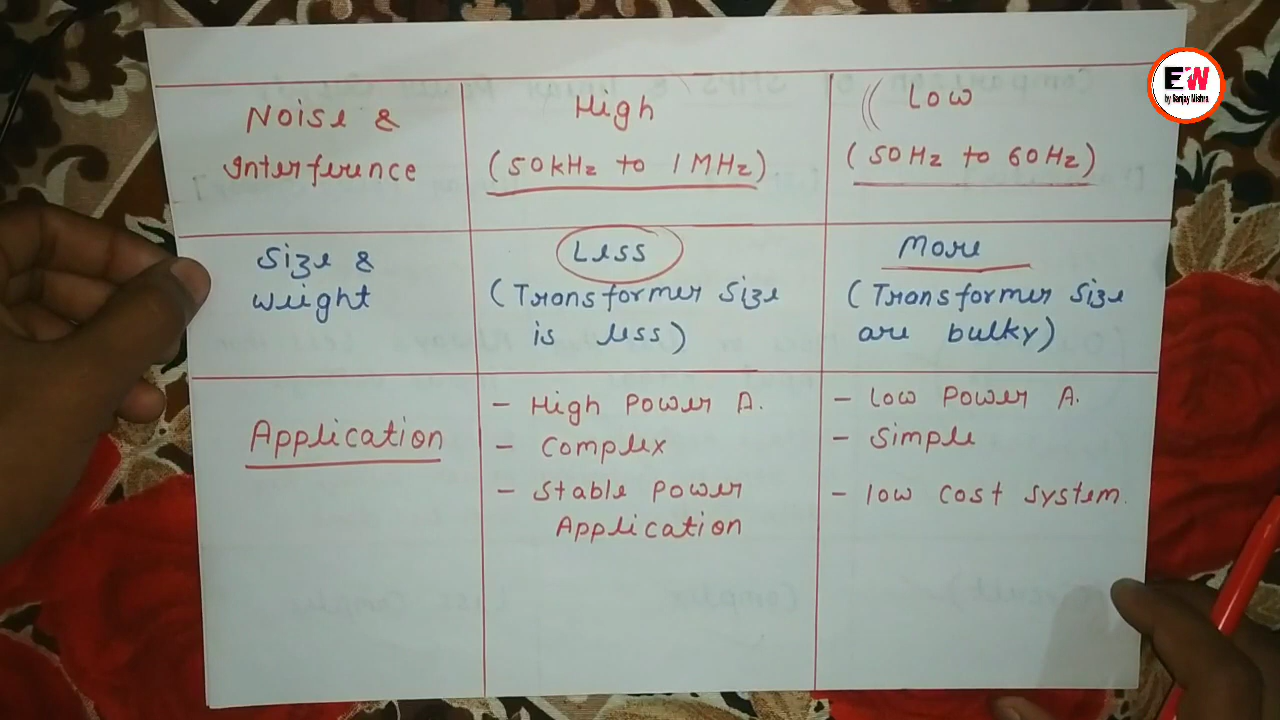 Noise &
Interference
High
(50kHz to 1MHz)
Low
(50Hz to 60Hz)
Size &
weight
Less
(Transformer Size
is less)
More
(Transformer Size
are bulky)
Application
- High Power A.
- Complex
- Stable Power
Application
- Low Power A.
- Simple
- low cost system.
EW
by Sanjay Mishra